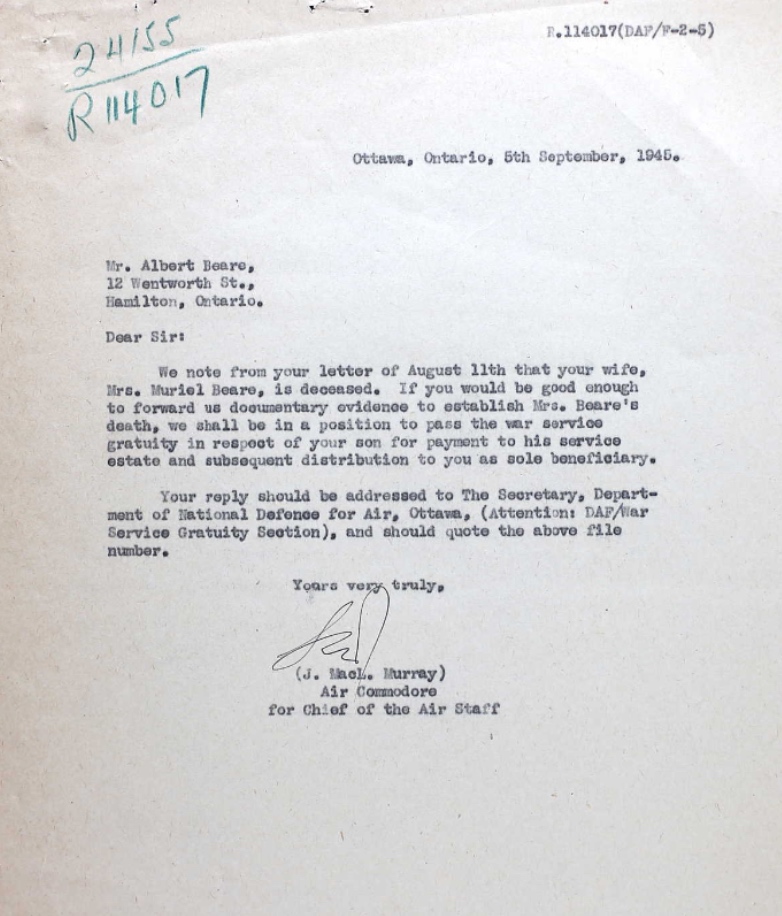 24155
R114017
R.114017(DAF/F-2-5)
Ottawa, Ontario, 5th September, 1945.
Mr. Albert Beare,
12 Wentworth St.,
Hamilton, Ontario.
Dear Sir:
We note from your letter of August 11th that your wife,
Mrs. Muriel Beare, is deceased. If you would be good enough
to forward us documentary evidence to establish Mrs. Beare's
death, we shall be in a position to pass the war service
gratuity in respect of your son for payment to his service
estate and subsequent distribution to you as sole beneficiary.
Your reply should be addressed to The Secretary, Depart-
ment of National Defence for Air, Ottawa, (Attention: DAF/War
Service Gratuity Section), and should quote the above file
number.
Yours very truly,
(J. MacL. Murray)
Air Commodore
for Chief of the Air Staff